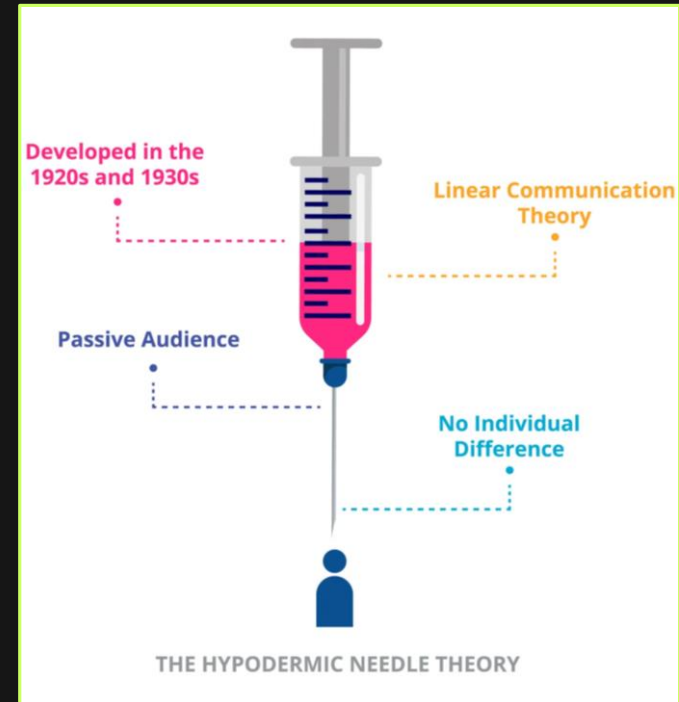 Developed in the
1920s and 1930s
Linear Communication
Theory
Passive Audience
No Individual
Difference
THE HYPODERMIC NEEDLE THEORY